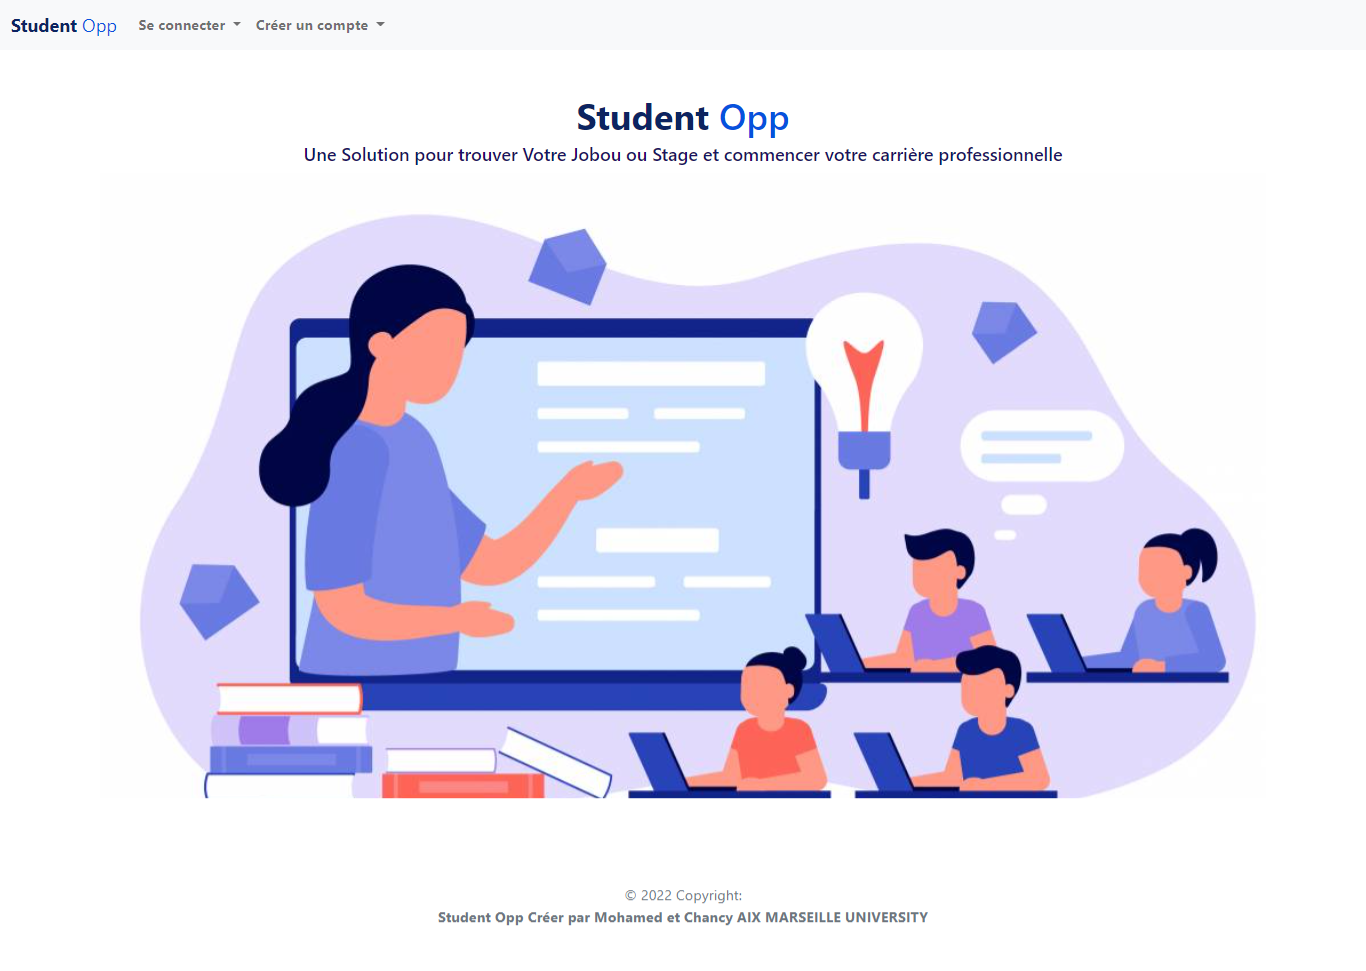 Student Opp Se connecter Créer un compte
Student Opp
Une Solution pour trouver Votre Jobou ou Stage et commencer votre carrière professionnelle
© 2022 Copyright:
Student Opp Créer par Mohamed et Chancy AIX MARSEILLE UNIVERSITY